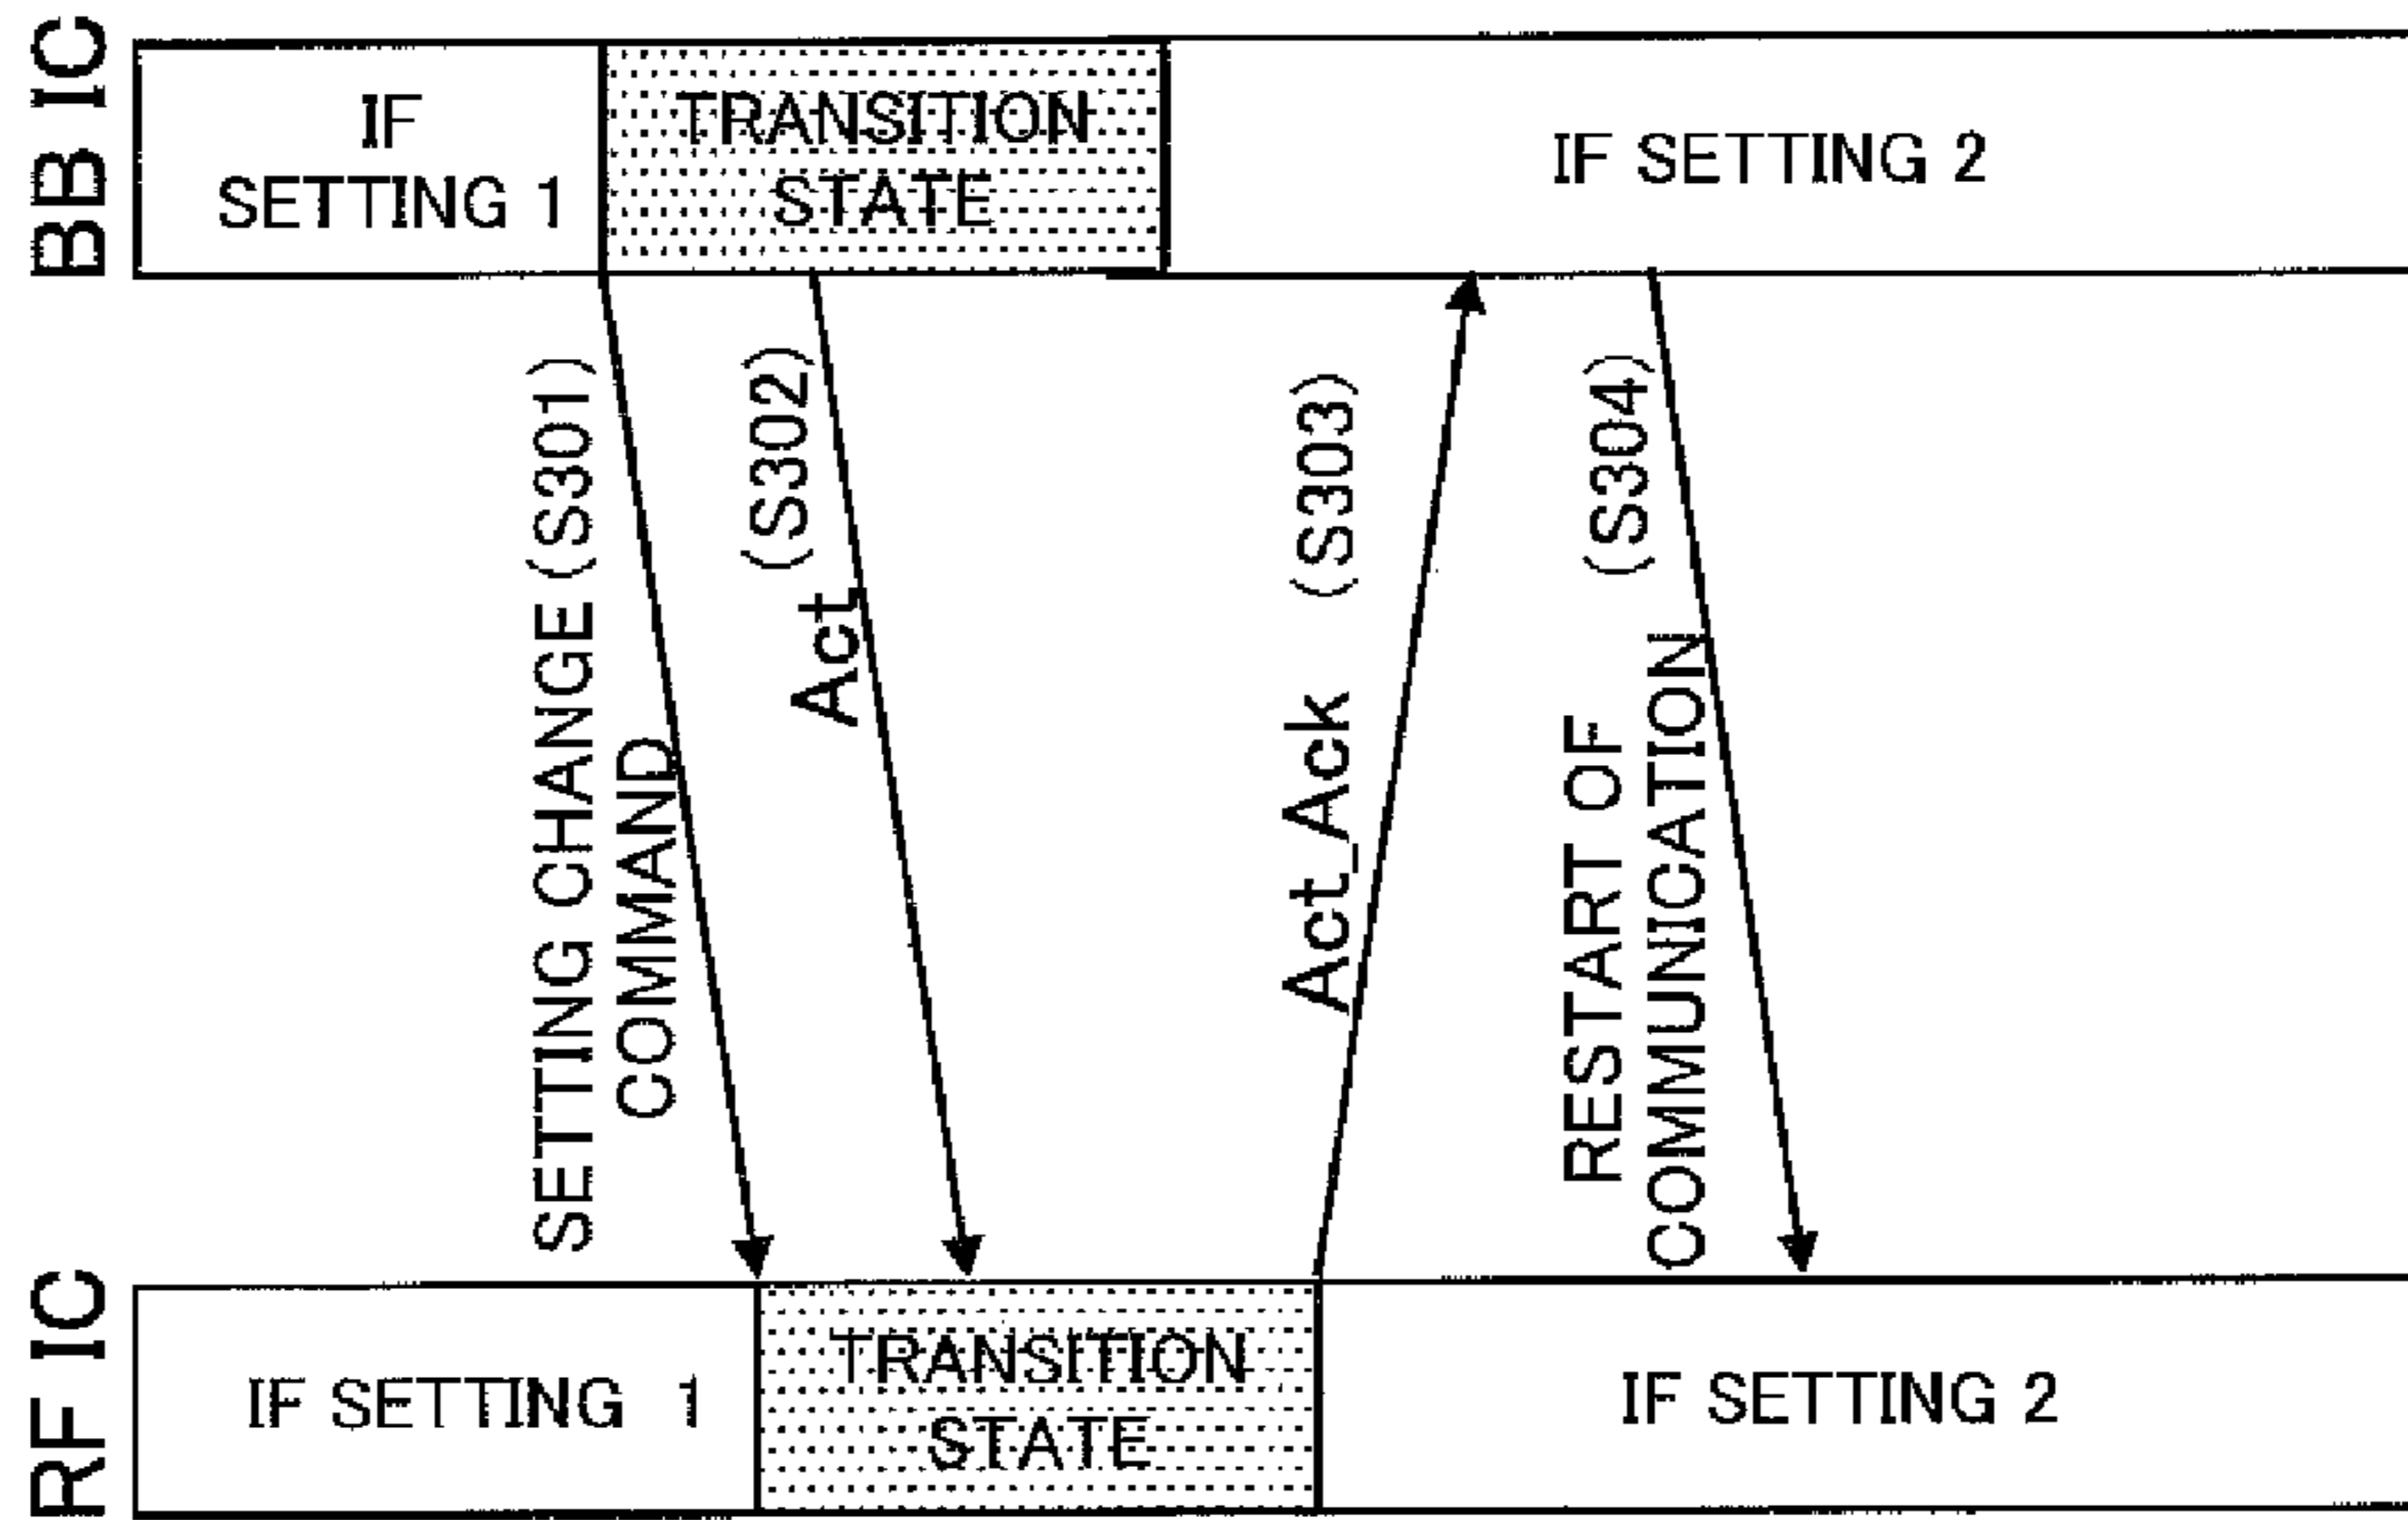 BB IC
IF
SETTING 1
TRANSITION
STATE
IF SETTING 2
SETTING CHANGE (S301)
COMMAND
(S302)
Act
Act_Ack (S303)
(S304)
RESTART OF
COMMUNICATION
RF IC
IF SETTING 1
TRANSITION
STATE
IF SETTING 2